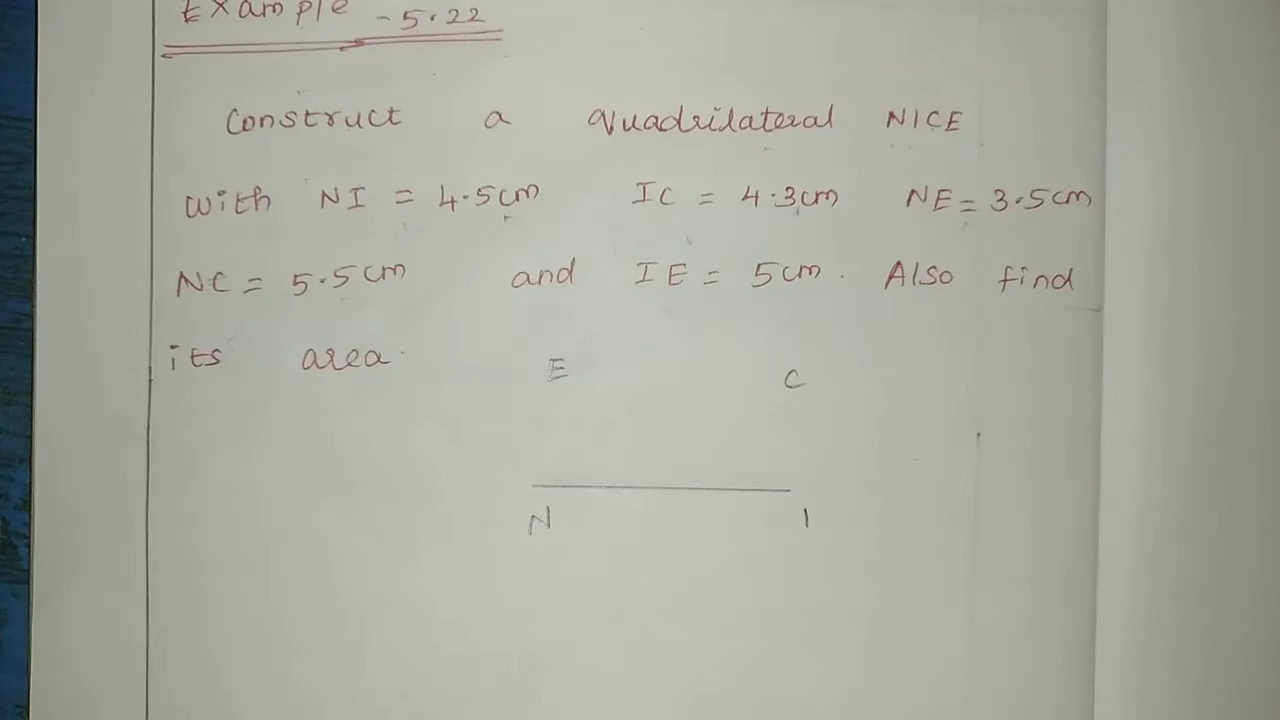 Example - 5.22
Construct a quadrilateral NICE
With NI = 4.5cm IC = 4.3cm NE = 3.5cm
NC = 5.5cm and IE = 5cm. Also find
its area.
E C
N I